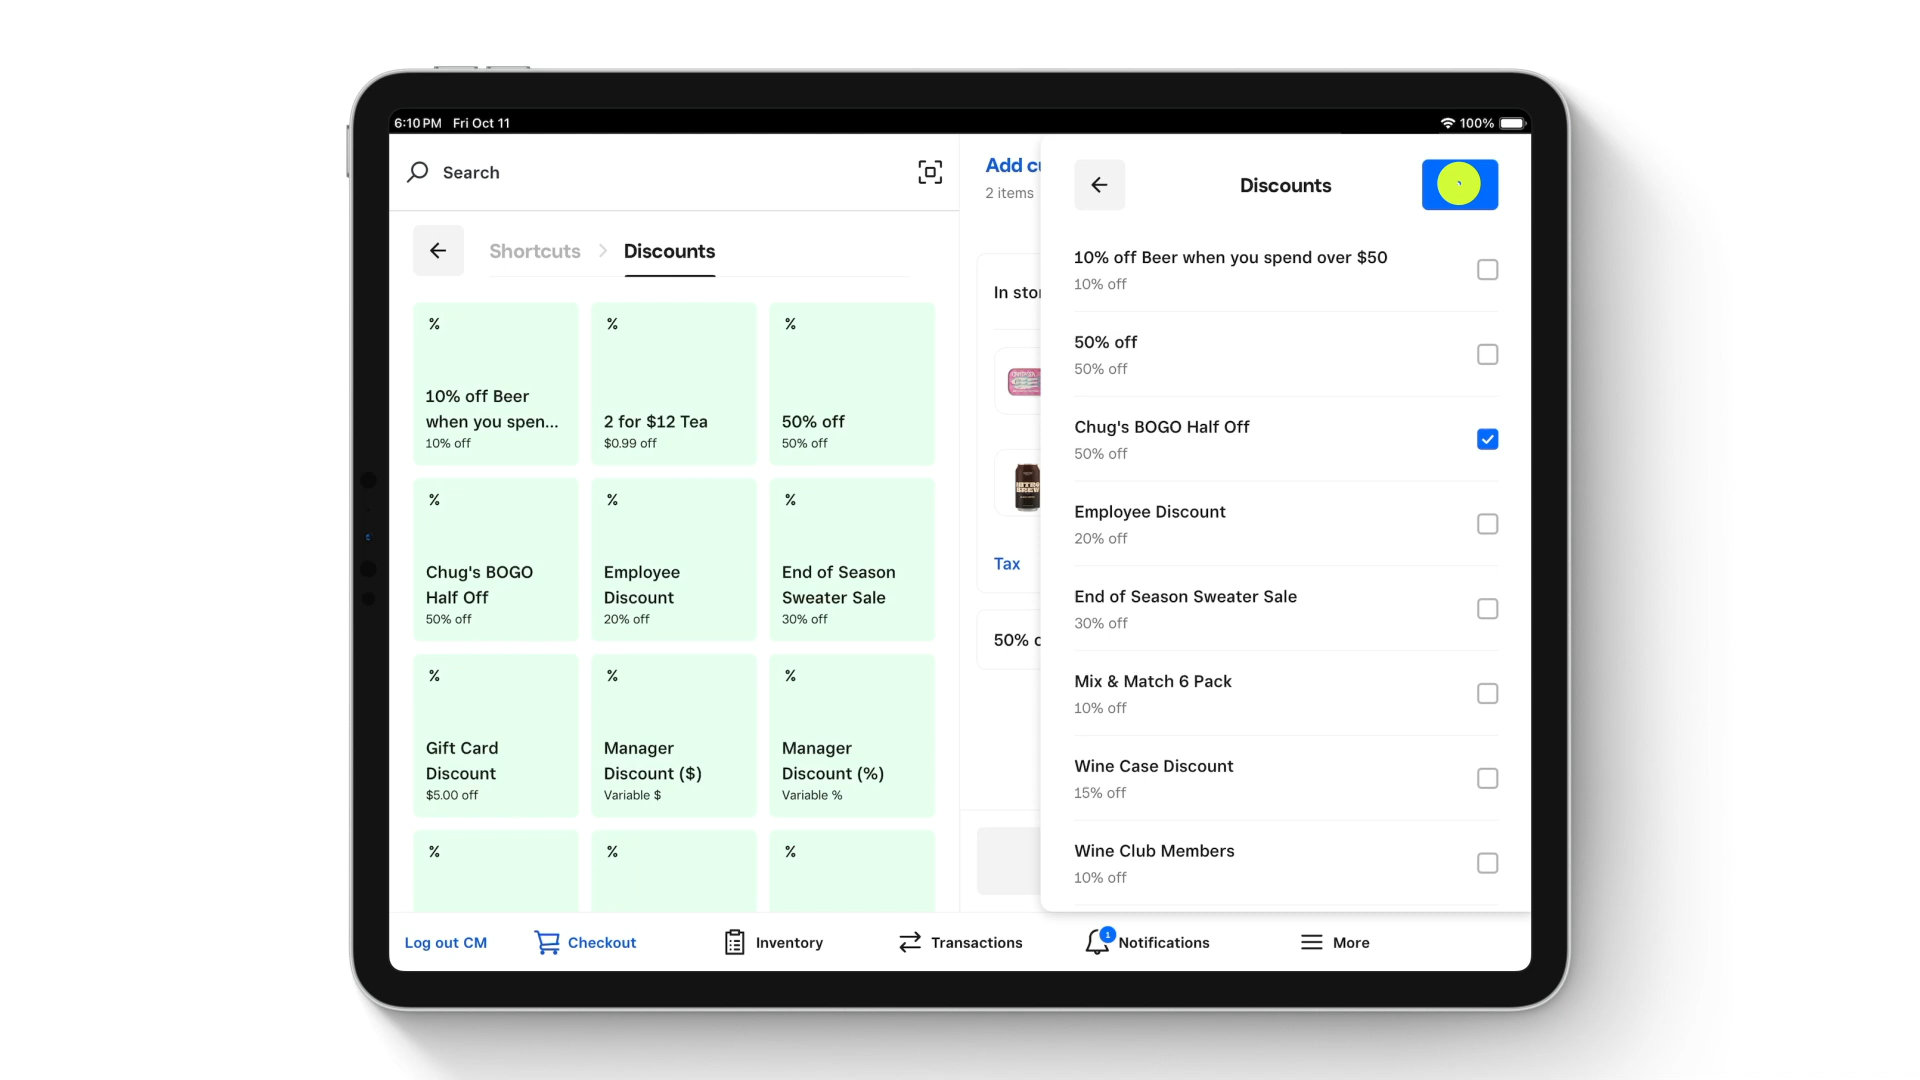 6:10 PM Fri Oct 11
100%
Search
Shortcuts
Discounts
%
10% off Beer
when you spen...
10% off
%
2 for $12 Tea
$0.99 off
%
50% off
50% off
%
Chug's BOGO
Half Off
50% off
%
Employee
Discount
20% off
%
End of Season
Sweater Sale
30% off
%
Gift Card
Discount
$5.00 off
%
Manager
Discount ($)
Variable $
%
Manager
Discount (%)
Variable %
%
%
%
Add cu
2 items
In stor
NITRO
BREW
Tax
50% o
Discounts
10% off Beer when you spend over $50
10% off
50% off
50% off
Chug's BOGO Half Off
50% off
Employee Discount
20% off
End of Season Sweater Sale
30% off
Mix & Match 6 Pack
10% off
Wine Case Discount
15% off
Wine Club Members
10% off
Log out CM
Checkout
Inventory
Transactions
1
Notifications
More